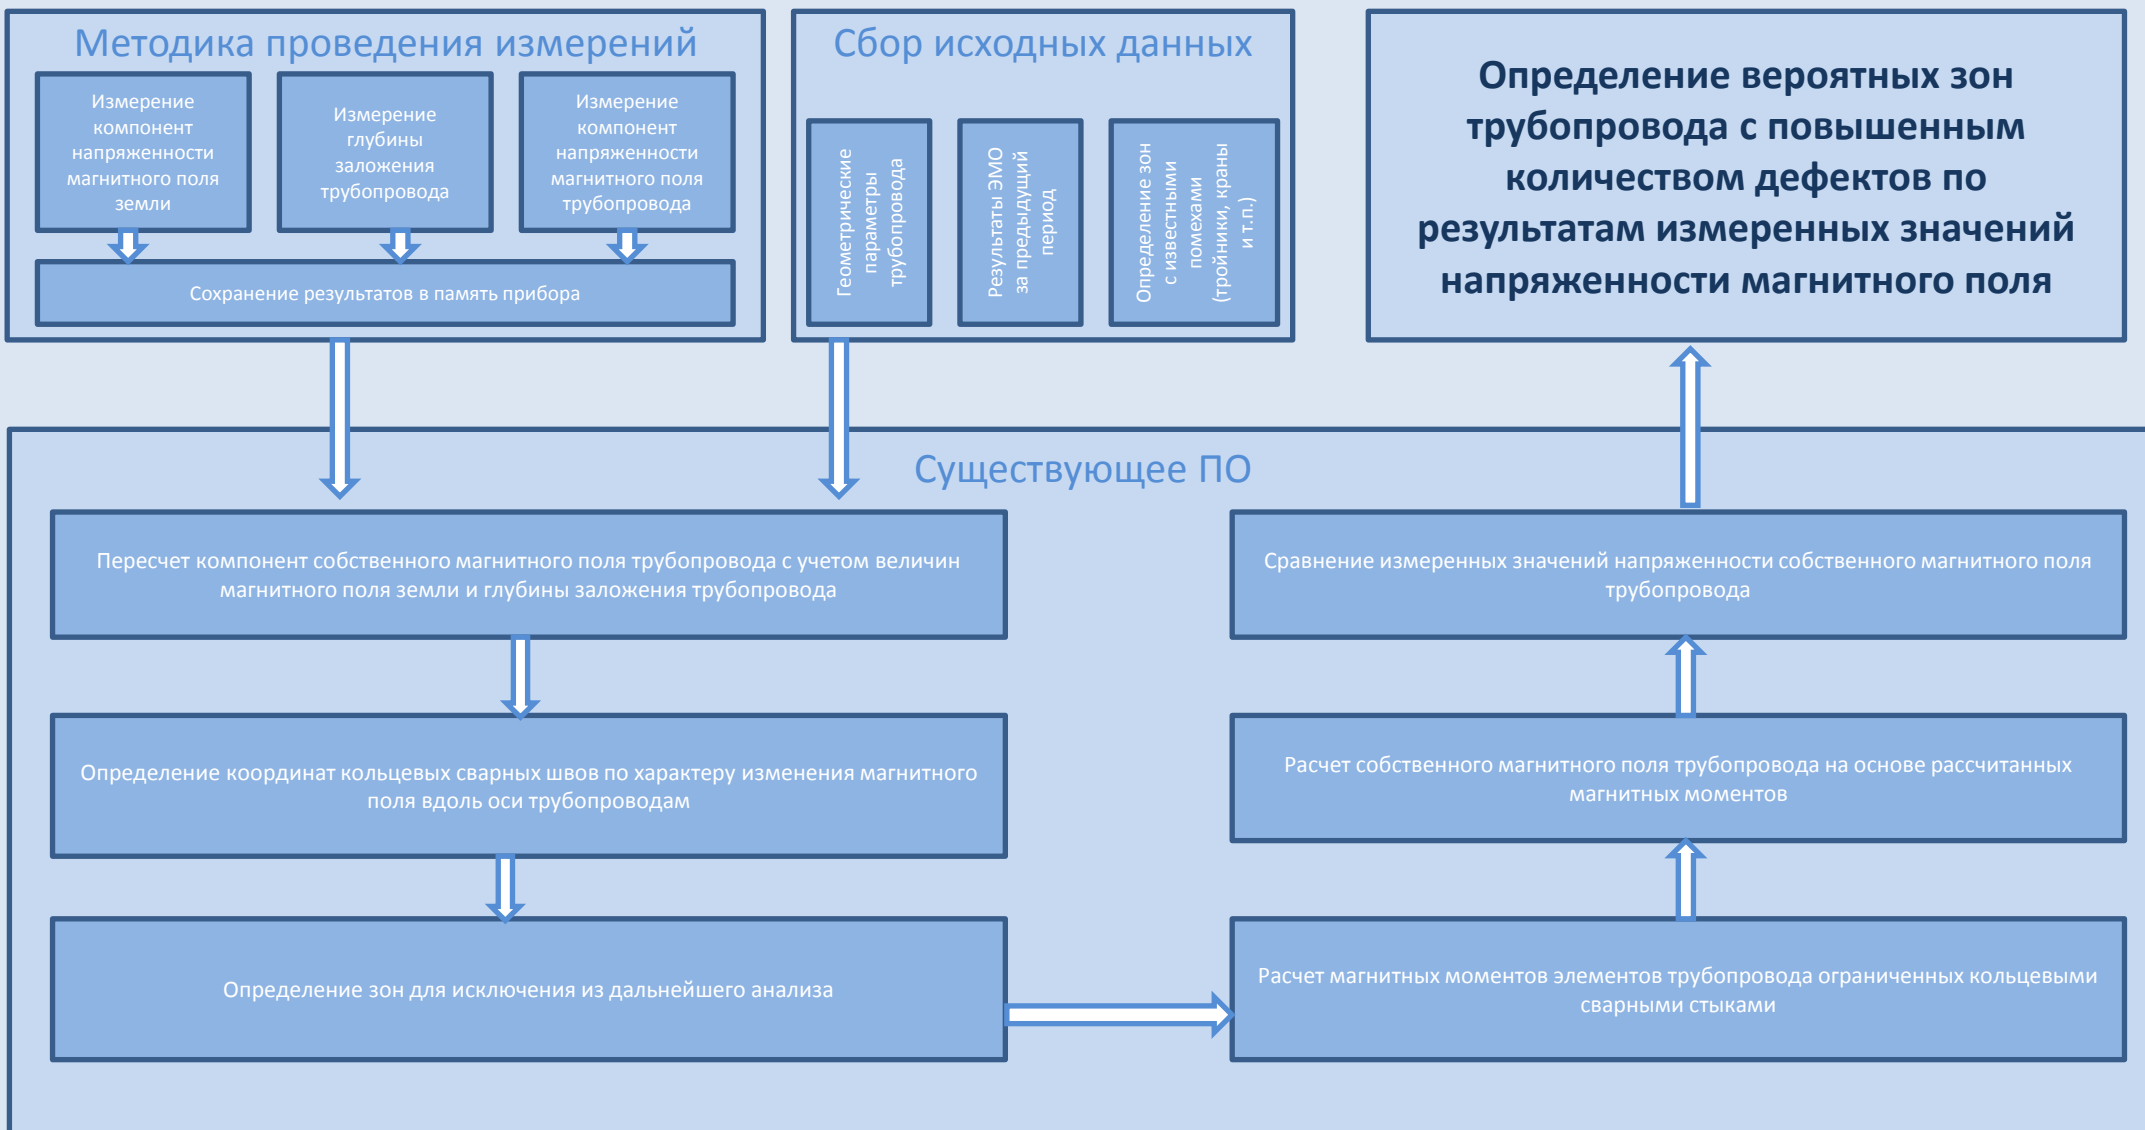 Методика проведения измерений
Измерение
компонент
напряженности
магнитного поля
земли
Измерение
глубины
заложения
трубопровода
Измерение
компонент
напряженности
магнитного поля
трубопровода
Сохранение результатов в память прибора
Сбор исходных данных
Геометрические
параметры
трубопровода
Результаты ЭМО
за предыдущий
период
Определение зон
с известными
помехами
(тройники, краны
и т.п.)
Определение вероятных зон
трубопровода с повышенным
количеством дефектов по
результатам измеренных значений
напряженности магнитного поля
Существующее ПО
Пересчет компонент собственного магнитного поля трубопровода с учетом величин
магнитного поля земли и глубины заложения трубопровода
Определение координат кольцевых сварных швов по характеру изменения магнитного
поля вдоль оси трубопроводам
Определение зон для исключения из дальнейшего анализа
Расчет магнитных моментов элементов трубопровода ограниченных кольцевыми
сварными стыками
Расчет собственного магнитного поля трубопровода на основе рассчитанных
магнитных моментов
Сравнение измеренных значений напряженности собственного магнитного поля
трубопровода